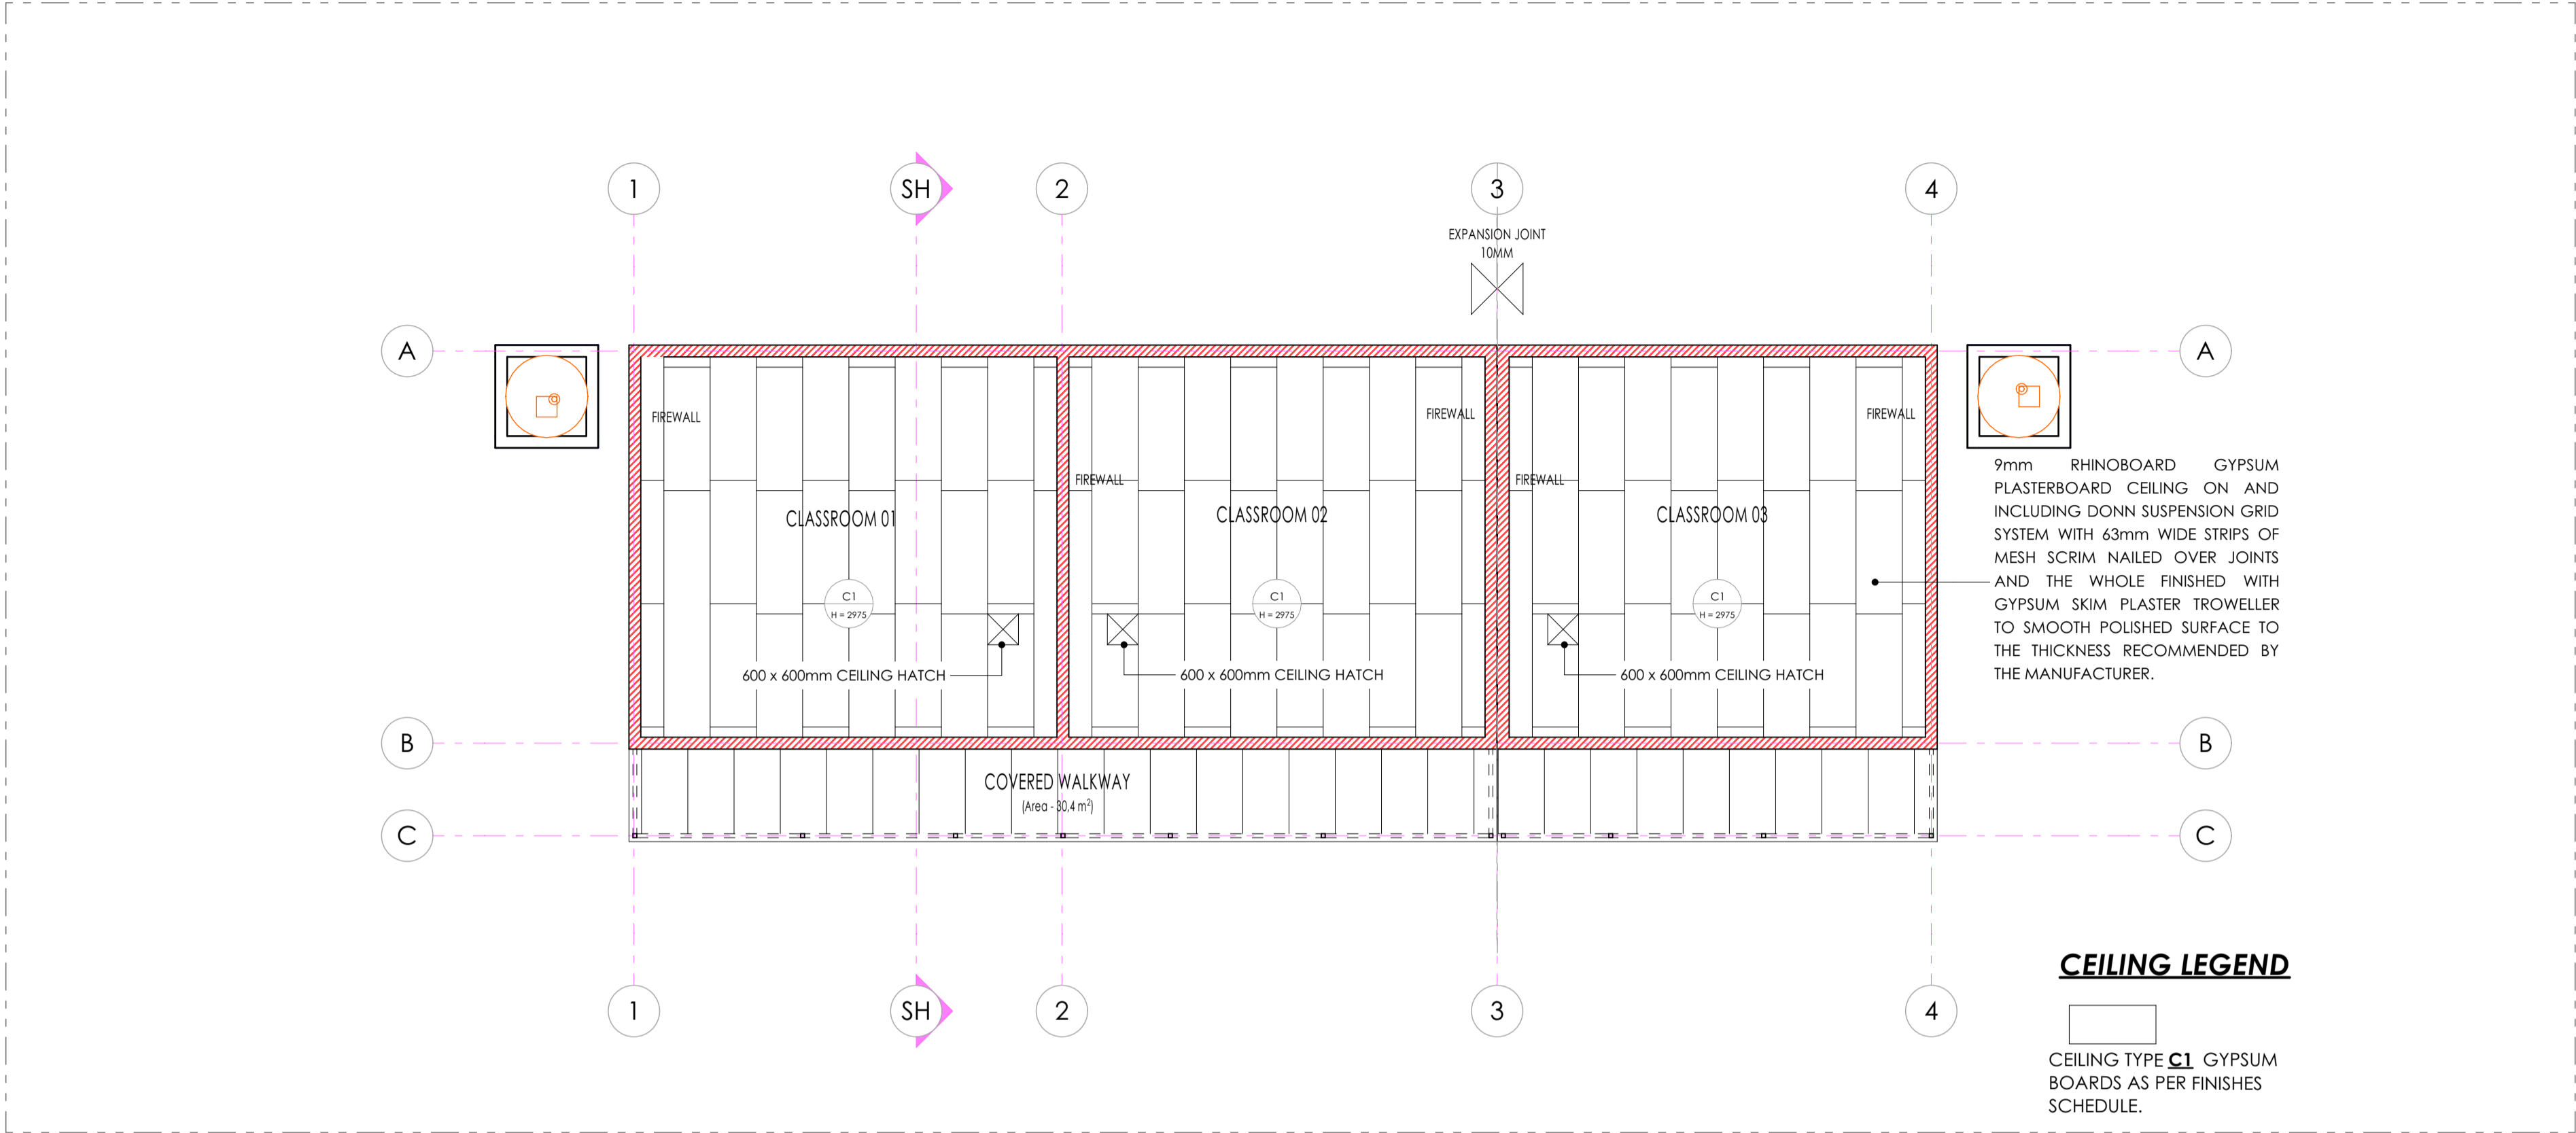 1
SH
2
3
4
EXPANSION JOINT
10MM
A
A
FIREWALL
FIREWALL
FIREWALL
FIREWALL
FIREWALL
CLASSROOM 01
CLASSROOM 02
CLASSROOM 03
9mm RHINOBOARD GYPSUM
PLASTERBOARD CEILING ON AND
INCLUDING DONN SUSPENSION GRID
SYSTEM WITH 63mm WIDE STRIPS OF
MESH SCRIM NAILED OVER JOINTS
AND THE WHOLE FINISHED WITH
GYPSUM SKIM PLASTER TROWELLER
TO SMOOTH POLISHED SURFACE TO
THE THICKNESS RECOMMENDED BY
THE MANUFACTURER.
C1
H = 2975
C1
H = 2975
C1
H = 2975
600 x 600mm CEILING HATCH
600 x 600mm CEILING HATCH
600 x 600mm CEILING HATCH
B
B
COVERED WALKWAY
(Area - 30,4 m²)
C
C
1
SH
2
3
4
CEILING LEGEND
CEILING TYPE C1 GYPSUM
BOARDS AS PER FINISHES
SCHEDULE.